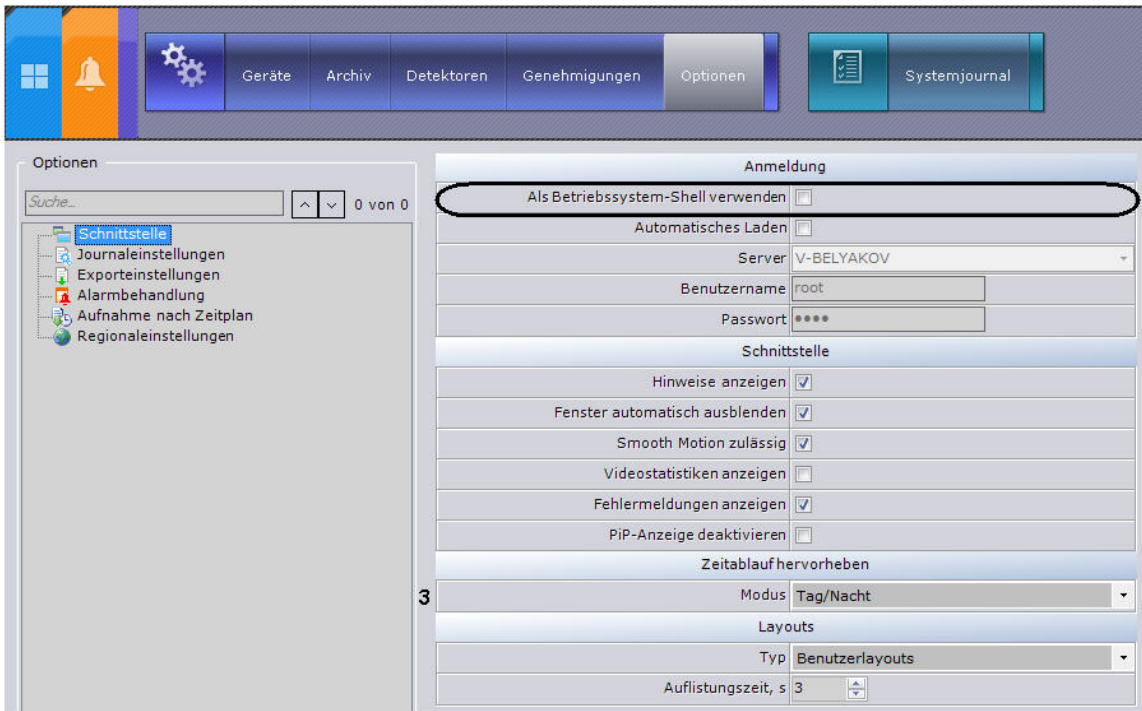 Geräte Archiv Detektoren Genehmigungen Optionen Systemjournal
Optionen
Suche...
0 von 0
Schnittstelle
Journaleinstellungen
Exporteinstellungen
Alarmbehandlung
Aufnahme nach Zeitplan
Regionaleinstellungen
Anmeldung
Als Betriebssystem-Shell verwenden
Automatisches Laden
Server V-BELYAKOV
Benutzername root
Passwort ••••
Schnittstelle
Hinweise anzeigen
Fenster automatisch ausblenden
Smooth Motion zulässig
Videostatistiken anzeigen
Fehlermeldungen anzeigen
PiP-Anzeige deaktivieren
Zeitablauf hervorheben
3
Modus Tag/Nacht
Layouts
Typ Benutzerlayouts
Auflistungszeit, s 3